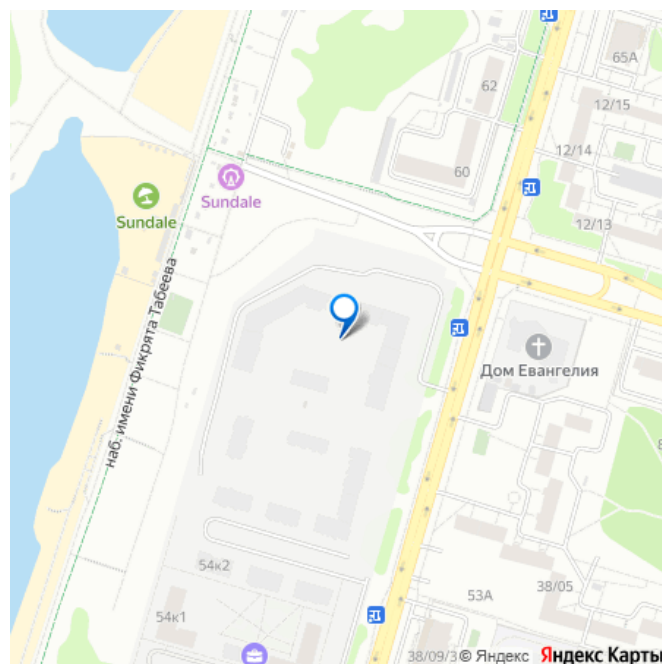 65А
62
12/15
12/14
60
Sundale
Sundale
12/13
наб. имени Фикрята Табеева
Дом Евангелия
54к2
53А
38/05
54к1
38/09/3
© Яндекс Яндекс Карты